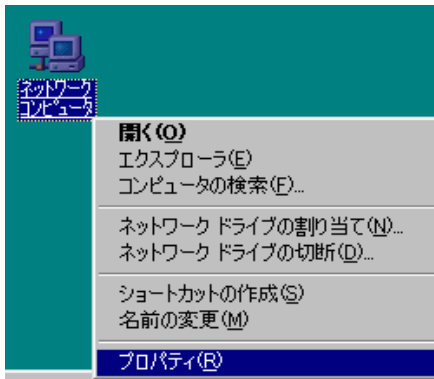 ネットワーク
コンピュータ
開く(O)
エクスプローラ(E)
コンピュータの検索(F)...
ネットワーク ドライブの割り当て(N)...
ネットワーク ドライブの切断(D)...
ショートカットの作成(S)
名前の変更(M)
プロパティ(R)